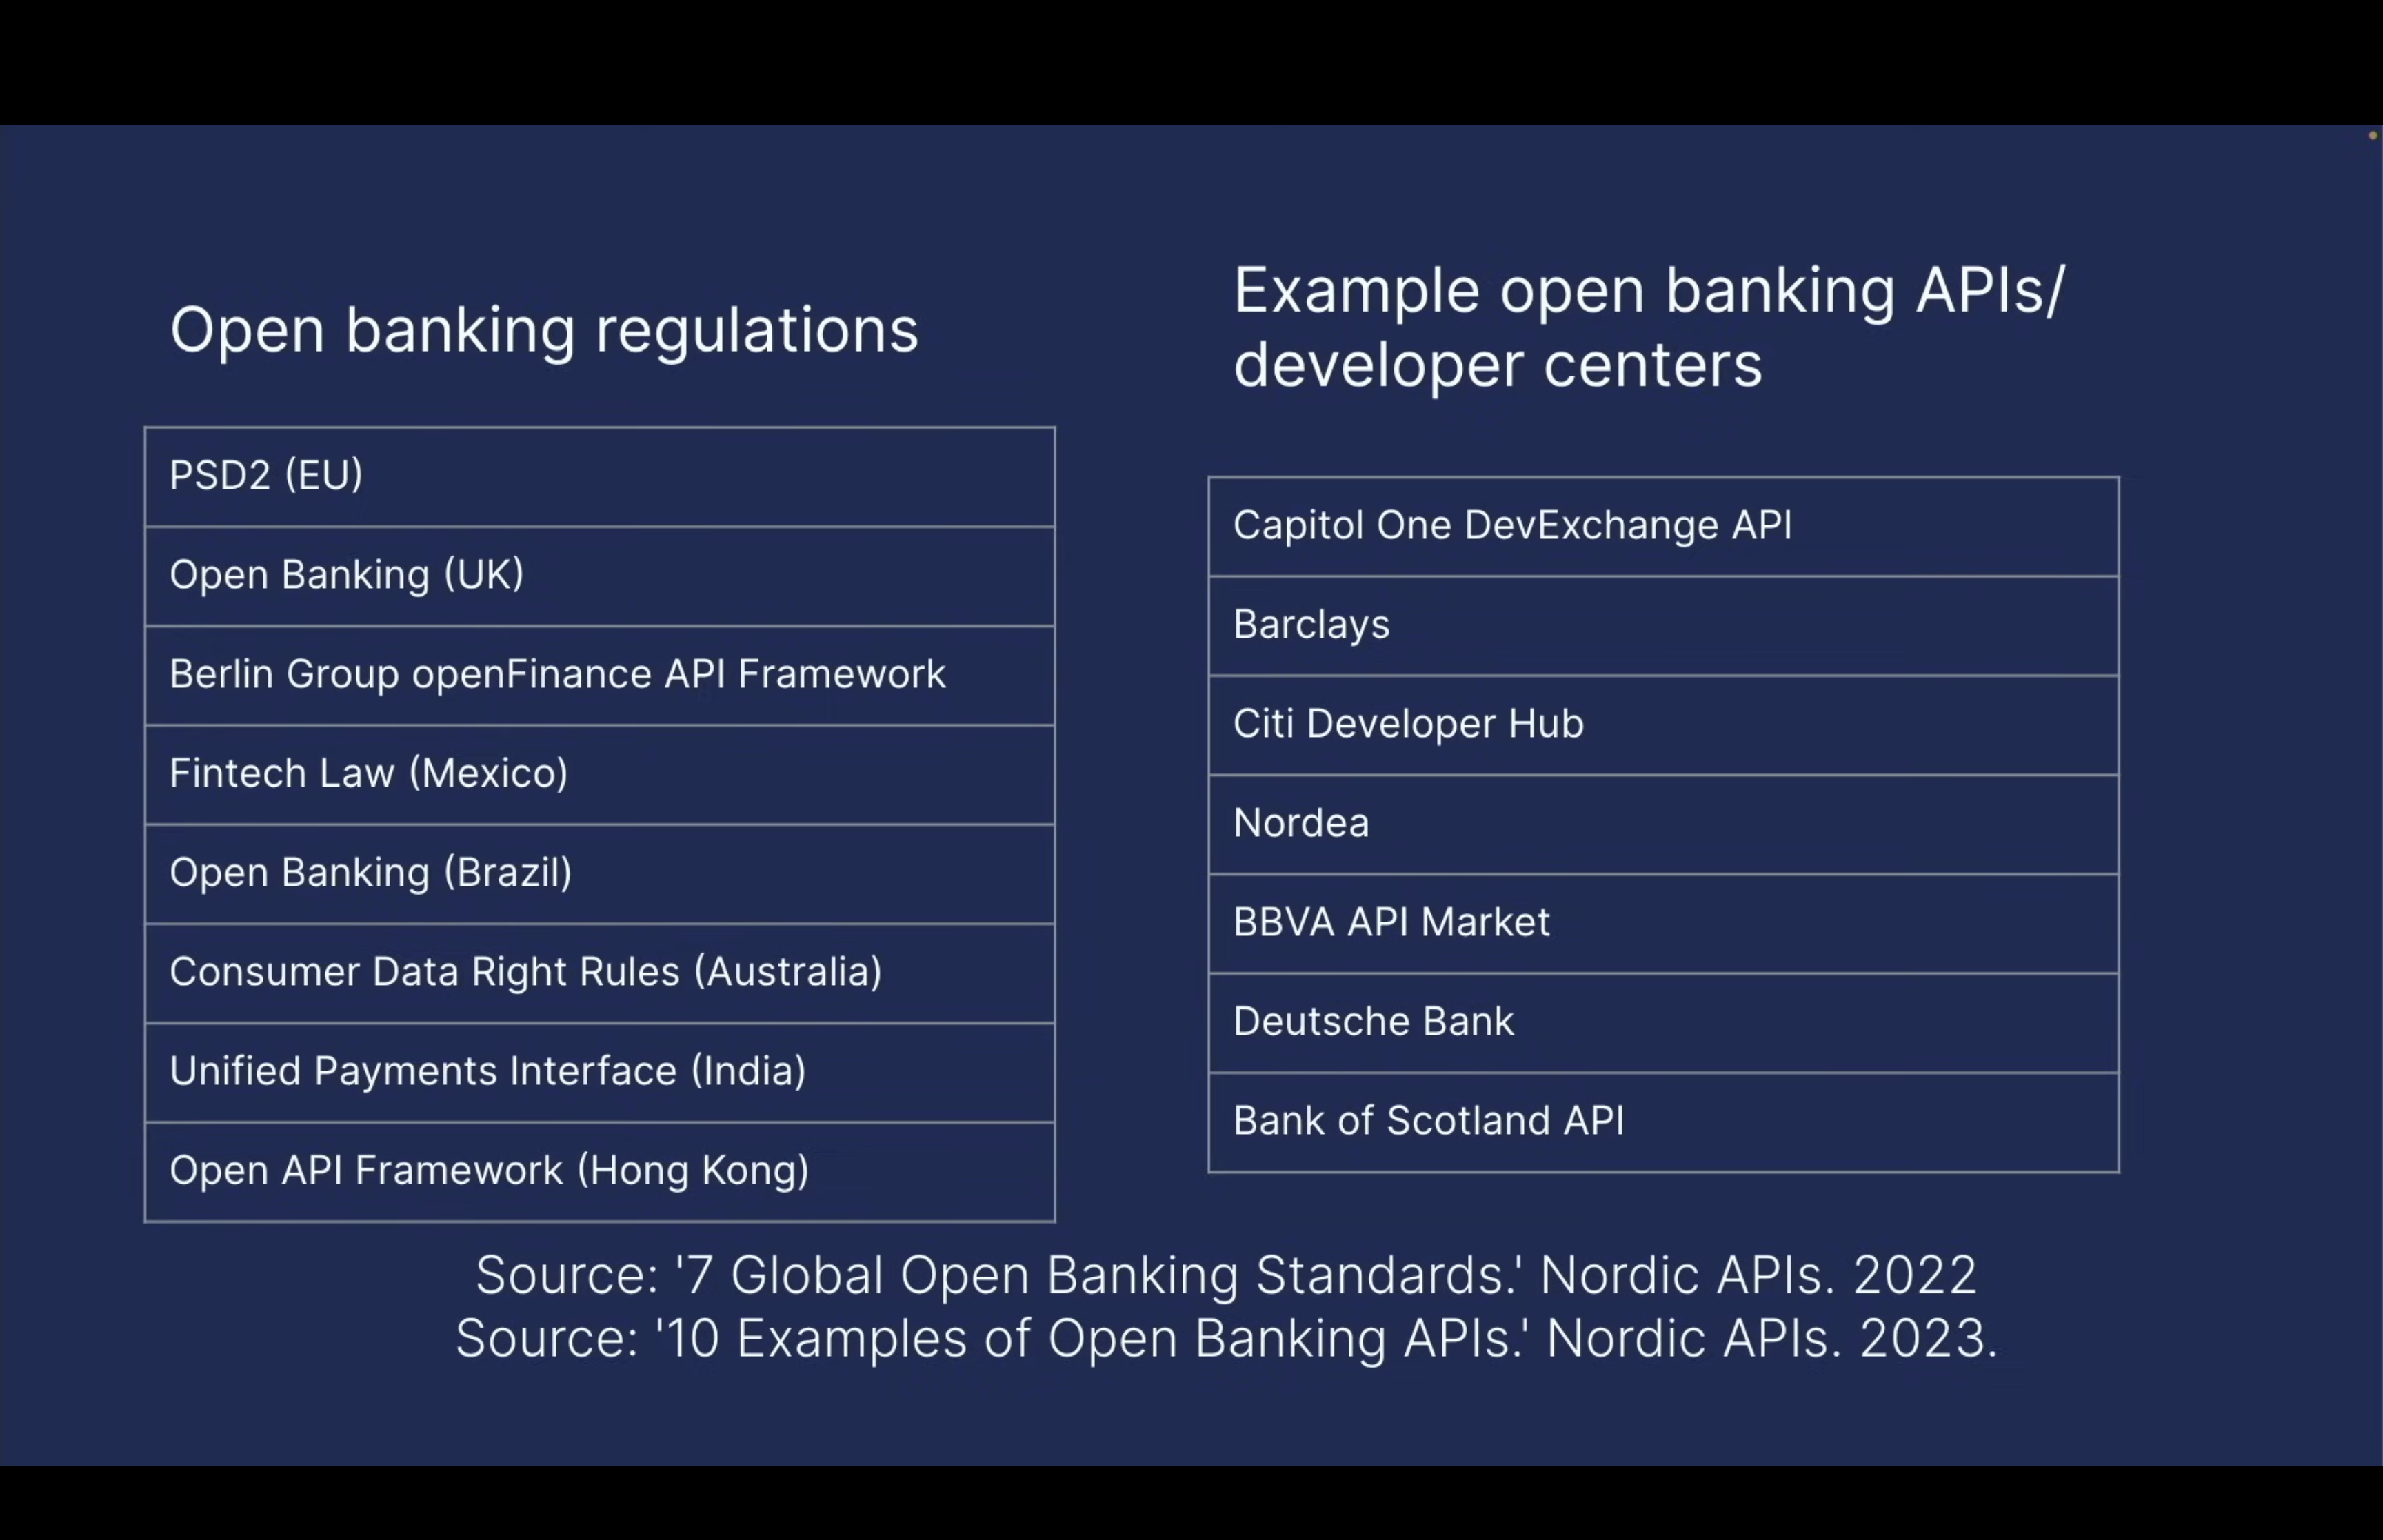 Open banking regulations
PSD2 (EU)
Open Banking (UK)
Berlin Group openFinance API Framework
Fintech Law (Mexico)
Open Banking (Brazil)
Consumer Data Right Rules (Australia)
Unified Payments Interface (India)
Open API Framework (Hong Kong)
Example open banking APIs/
developer centers
Capitol One DevExchange API
Barclays
Citi Developer Hub
Nordea
BBVA API Market
Deutsche Bank
Bank of Scotland API
Source: '7 Global Open Banking Standards.' Nordic APIs. 2022
Source: '10 Examples of Open Banking APIs.' Nordic APIs. 2023.